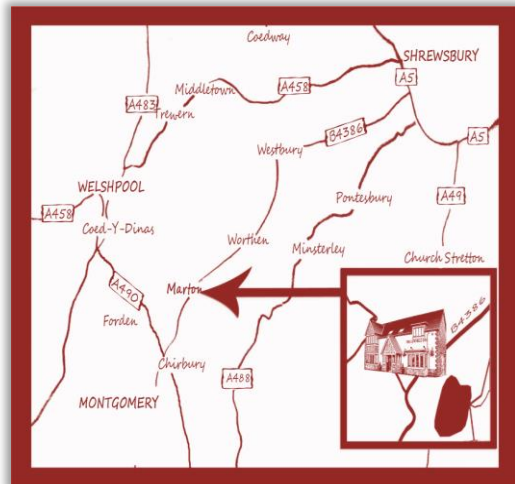 Coedway
SHREWSBURY
A5
Middletown
A458
A483
Trewern
B4386
A5
Westbury
WELSHPOOL
Pontesbury
A49
A458
Coed-Y-Dinas
Worthen
Minsterley
Church Stretton
Marton
A490
Forden
B4386
Chirbury
A488
MONTGOMERY